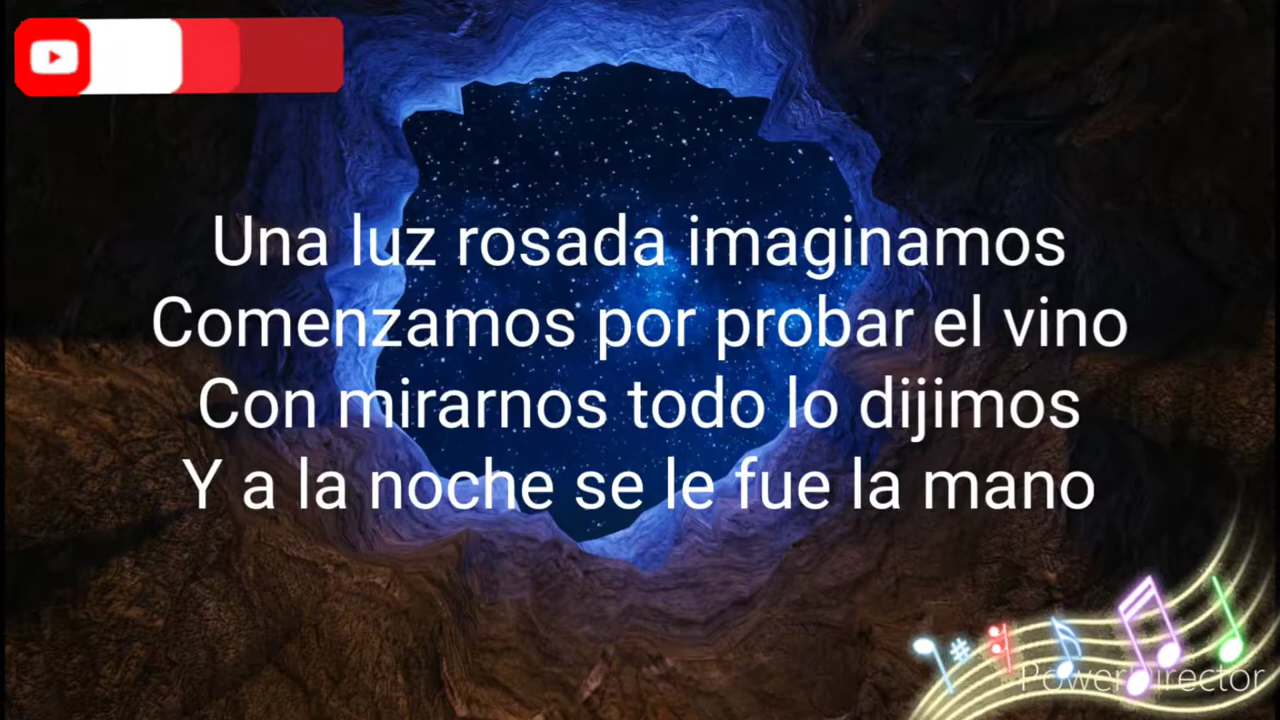 Una luz rosada imaginamos
Comenzamos por probar el vino
Con mirarnos todo lo dijimos
Y a la noche se le fue la mano
PowerDirector